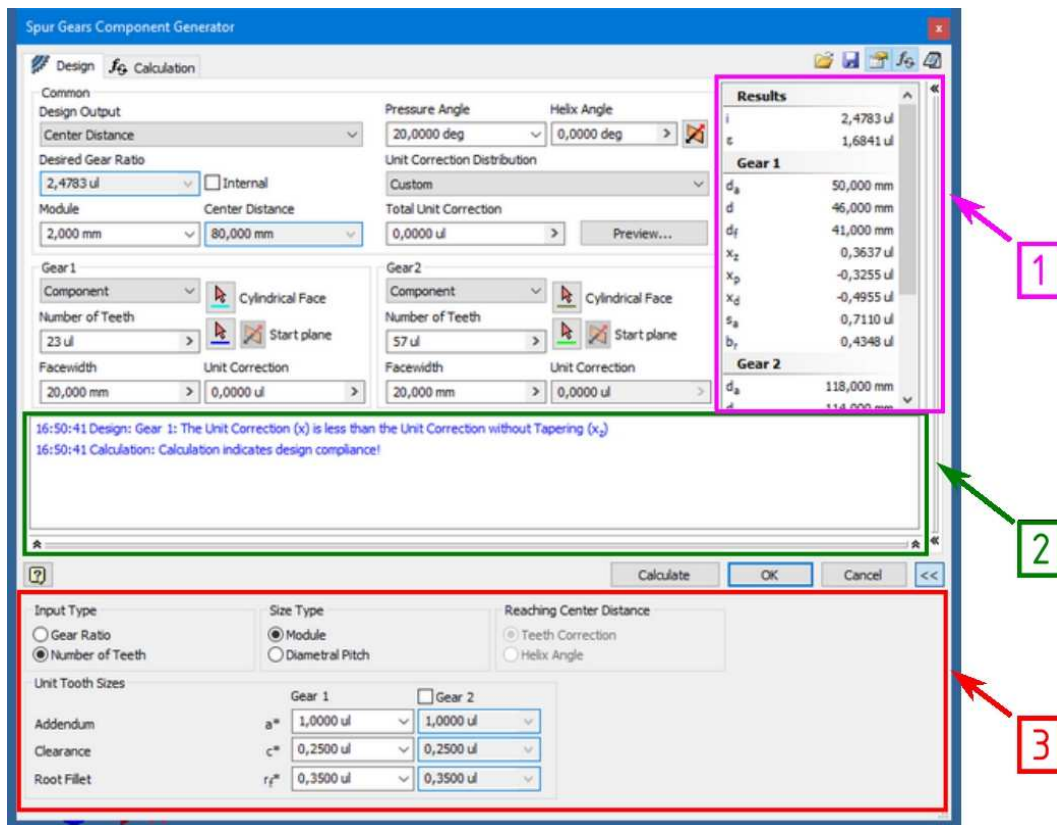 Spur Gears Component Generator
Design
Calculation
Common
Design Output
Center Distance
Desired Gear Ratio
2,4783 ul
Internal
Module
Center Distance
2,000 mm
80,000 mm
Pressure Angle
Helix Angle
20,0000 deg
0,0000 deg
Unit Correction Distribution
Custom
Total Unit Correction
0,0000 ul
Preview...
Gear1
Component
Cylindrical Face
Number of Teeth
Start plane
23 ul
Facewidth
Unit Correction
20,000 mm
0,0000 ul
Gear2
Component
Cylindrical Face
Number of Teeth
Start plane
57 ul
Facewidth
Unit Correction
20,000 mm
0,0000 ul
Results
i 2,4783 ul
ε 1,6841 ul
Gear 1
da 50,000 mm
d 46,000 mm
df 41,000 mm
xz 0,3637 ul
xp -0,3255 ul
xd -0,4955 ul
sa 0,7110 ul
br 0,4348 ul
Gear 2
da 118,000 mm
d 114,000 mm
1
16:50:41 Design: Gear 1: The Unit Correction (x) is less than the Unit Correction without Tapering (xz)
16:50:41 Calculation: Calculation indicates design compliance!
2
?
Calculate
OK
Cancel
<<
Input Type
Gear Ratio
Number of Teeth
Size Type
Module
Diametral Pitch
Reaching Center Distance
Teeth Correction
Helix Angle
Unit Tooth Sizes
Gear 1
Gear 2
Addendum a* 1,0000 ul 1,0000 ul
Clearance c* 0,2500 ul 0,2500 ul
Root Fillet rf* 0,3500 ul 0,3500 ul
3